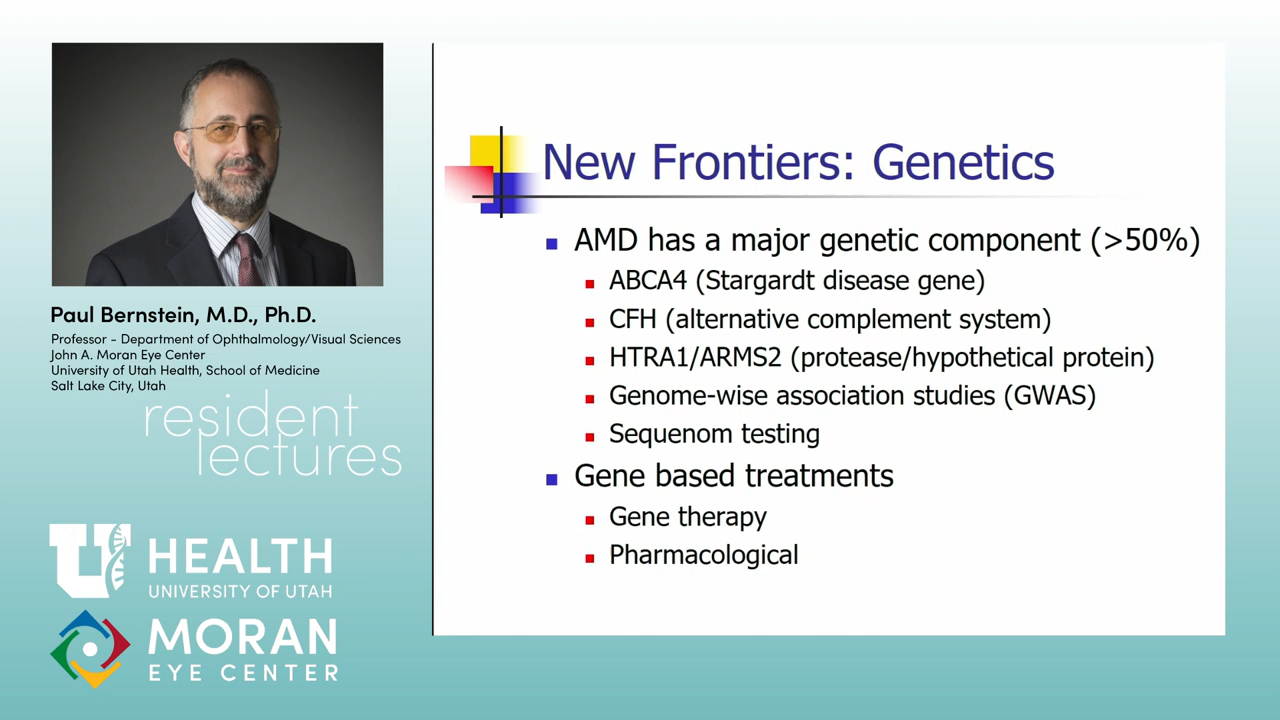 Paul Bernstein, M.D., Ph.D.
Professor - Department of Ophthalmology/Visual Sciences
John A. Moran Eye Center
University of Utah Health, School of Medicine
Salt Lake City, Utah
resident
lectures
U HEALTH
UNIVERSITY OF UTAH
MORAN
EYE CENTER
New Frontiers: Genetics
AMD has a major genetic component (>50%)
ABCA4 (Stargardt disease gene)
CFH (alternative complement system)
HTRA1/ARMS2 (protease/hypothetical protein)
Genome-wise association studies (GWAS)
Sequenom testing
Gene based treatments
Gene therapy
Pharmacological